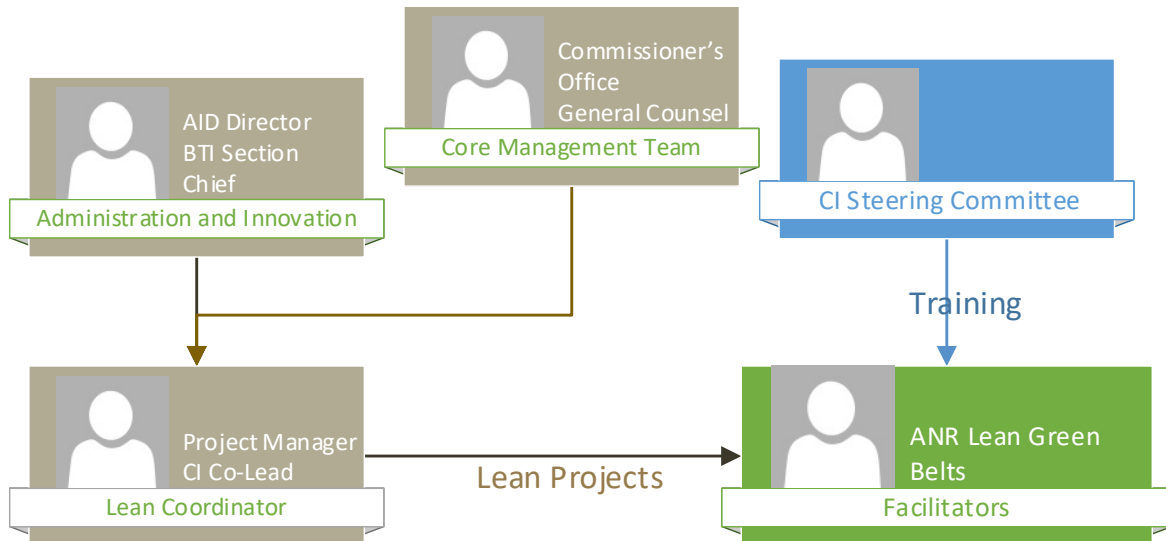 Commissioner's
Office
General Counsel
Core Management Team
AID Director
BTI Section
Chief
Administration and Innovation
CI Steering Committee
Training
Project Manager
CI Co-Lead
Lean Coordinator
Lean Projects
ANR Lean Green
Belts
Facilitators